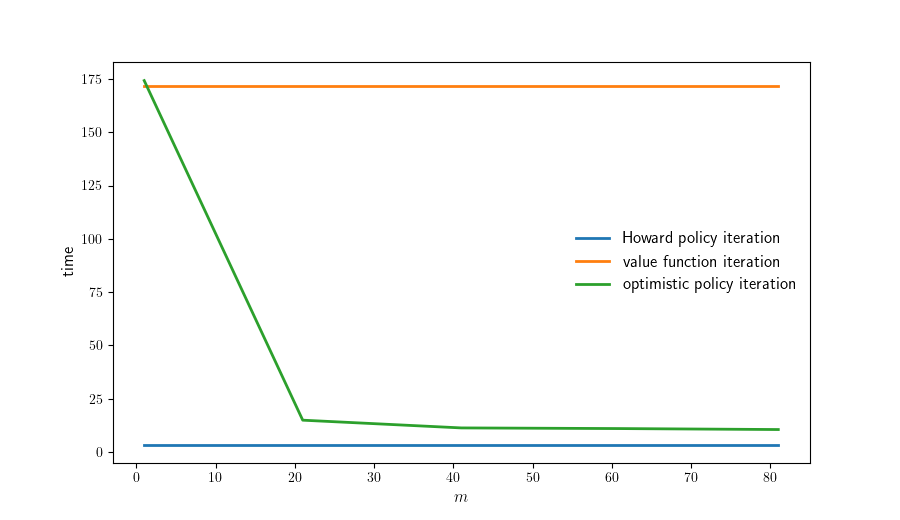 175
150
125
100
75
50
25
0
time
Howard policy iteration
value function iteration
optimistic policy iteration
0 10 20 30 40 50 60 70 80
m